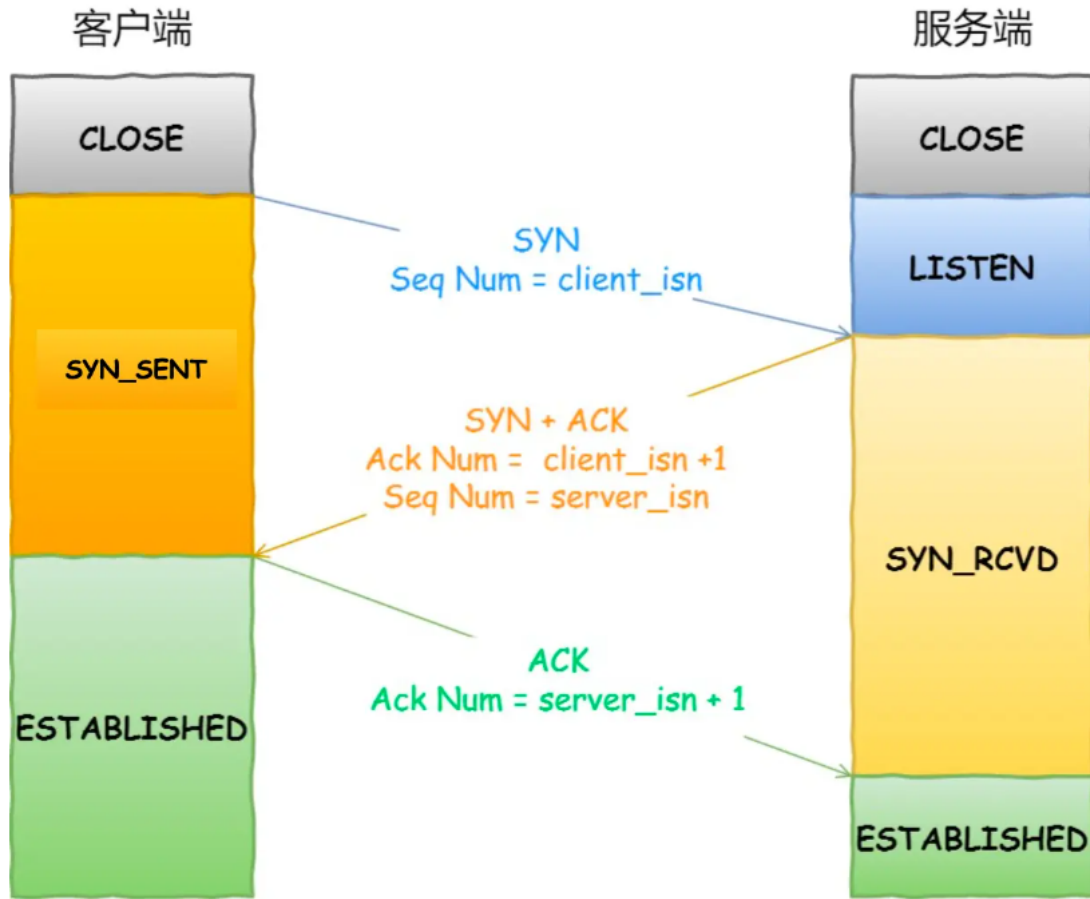 客户端
服务端
CLOSE
CLOSE
SYN
Seq Num = client_isn
LISTEN
SYN_SENT
SYN + ACK
Ack Num = client_isn +1
Seq Num = server_isn
SYN_RCVD
ACK
Ack Num = server_isn + 1
ESTABLISHED
ESTABLISHED